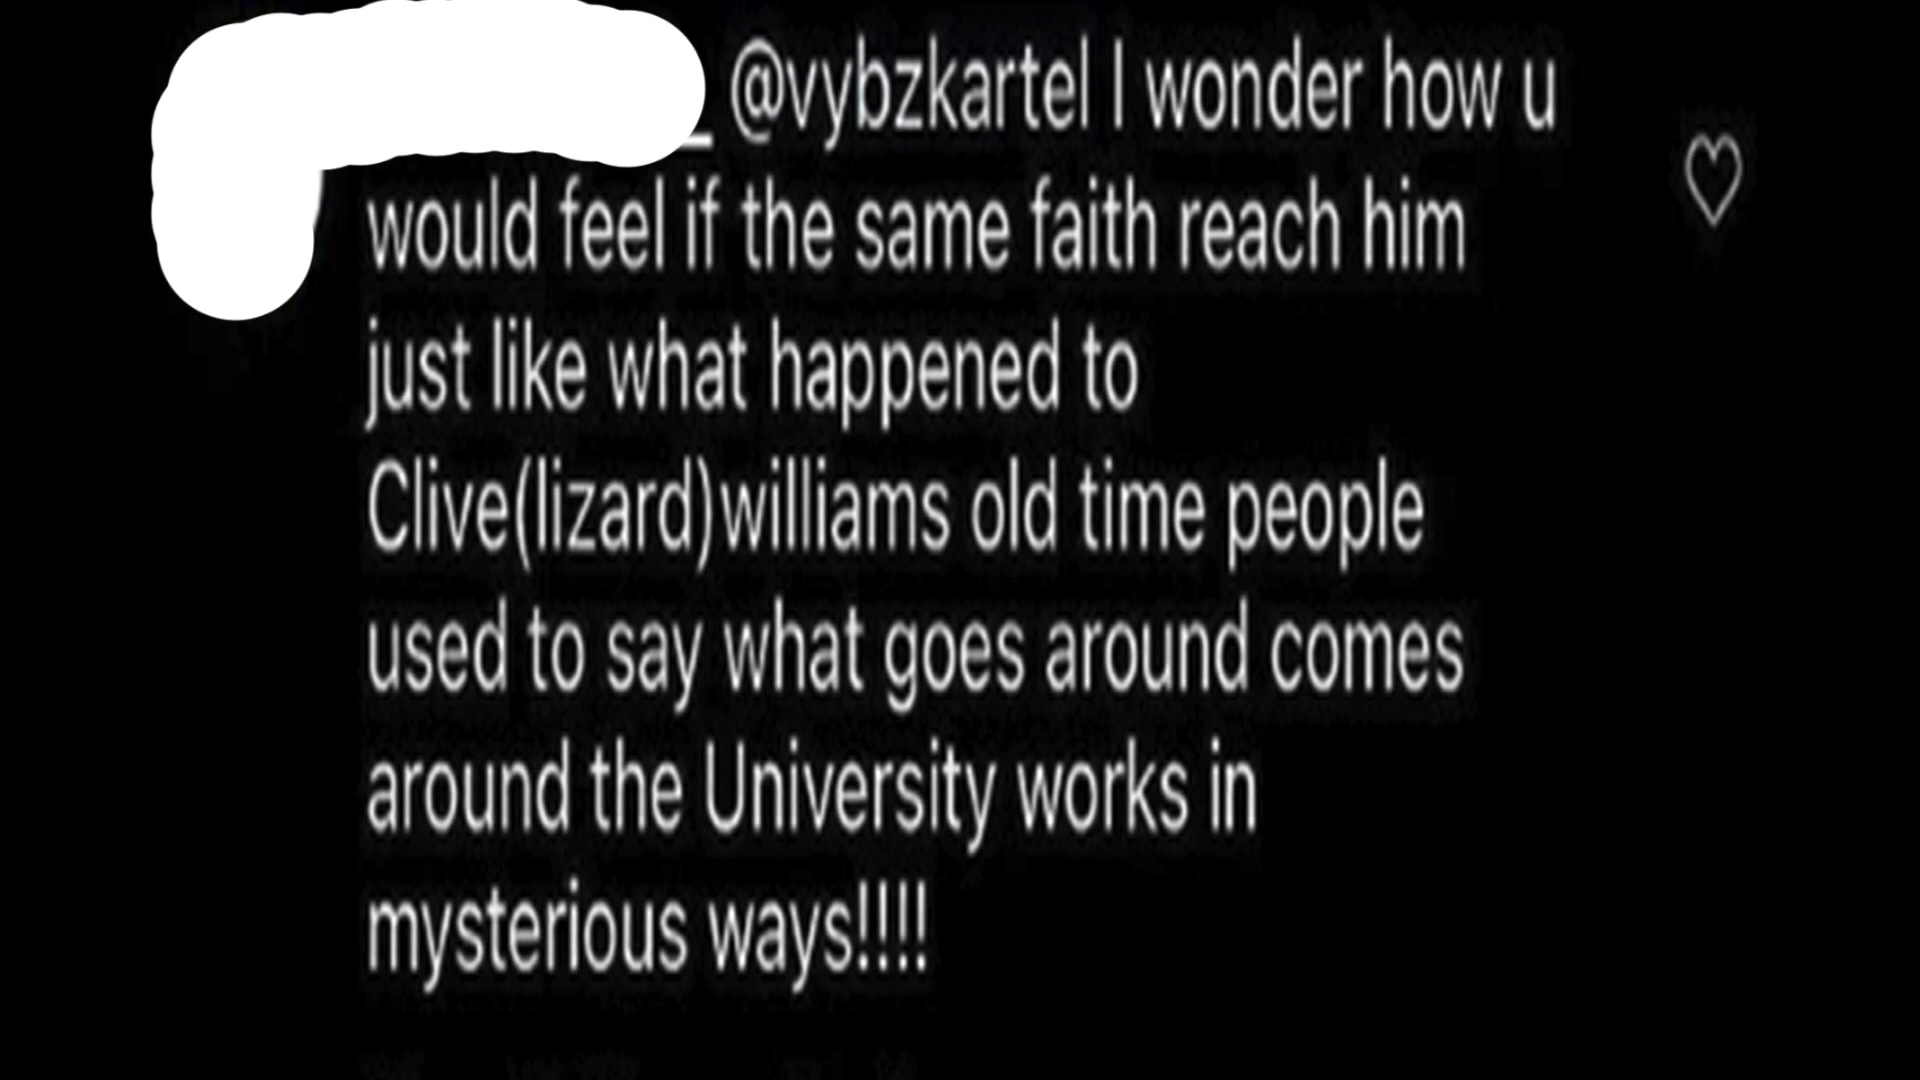 _ @vybzkartel I wonder how u
would feel if the same faith reach him
just like what happened to
Clive(lizard)williams old time people
used to say what goes around comes
around the University works in
mysterious ways!!!!